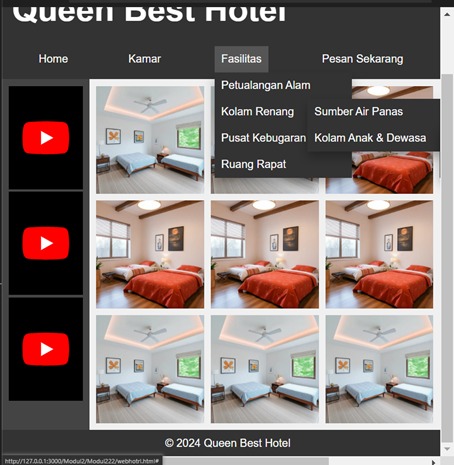 Queen Best Hotel
Home Kamar Fasilitas Pesan Sekarang
Petualangan Alam
Kolam Renang Sumber Air Panas
Pusat Kebugaran Kolam Anak & Dewasa
Ruang Rapat
© 2024 Queen Best Hotel
http://127.0.0.1:3000/Modul2/Modul222/webhotrl.html#